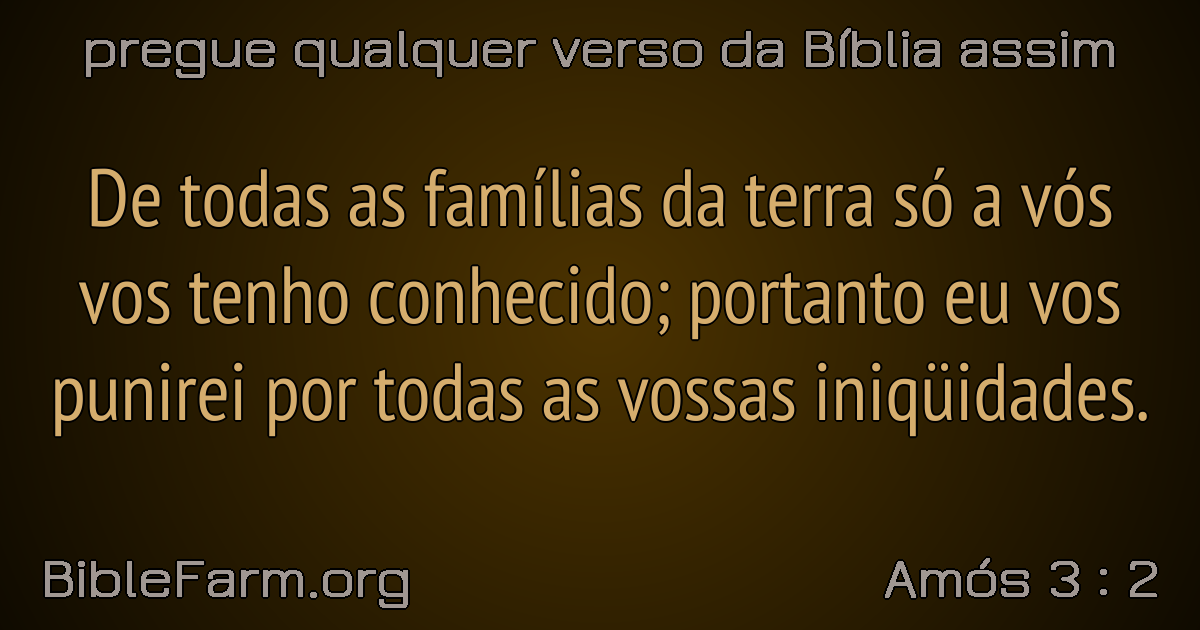 pregue qualquer verso da Bíblia assim
De todas as famílias da terra só a vós
vos tenho conhecido; portanto eu vos
punirei por todas as vossas iniqüidades.
BibleFarm.org
Amós 3 : 2